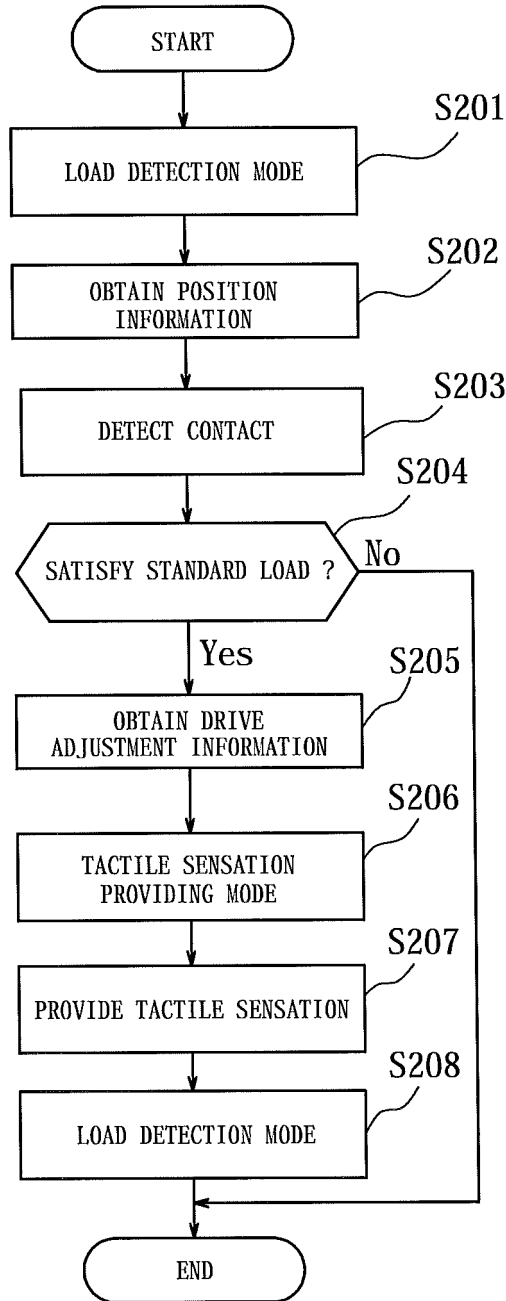 START
S201
LOAD DETECTION MODE
S202
OBTAIN POSITION
INFORMATION
S203
DETECT CONTACT
S204
SATISFY STANDARD LOAD ?
No
Yes
S205
OBTAIN DRIVE
ADJUSTMENT INFORMATION
S206
TACTILE SENSATION
PROVIDING MODE
S207
PROVIDE TACTILE SENSATION
S208
LOAD DETECTION MODE
END